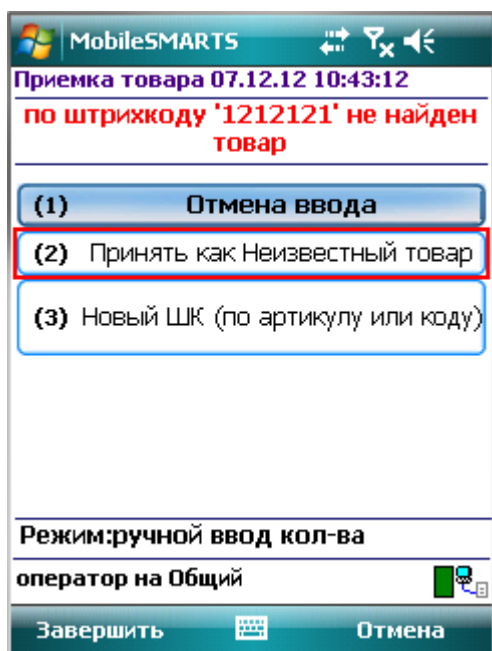 MobileSMARTS
Приемка товара 07.12.12 10:43:12
по штрихкоду '1212121' не найден
товар
(1) Отмена ввода
(2) Принять как Неизвестный товар
(3) Новый ШК (по артикулу или коду)
Режим:ручной ввод кол-ва
оператор на Общий
Завершить Отмена